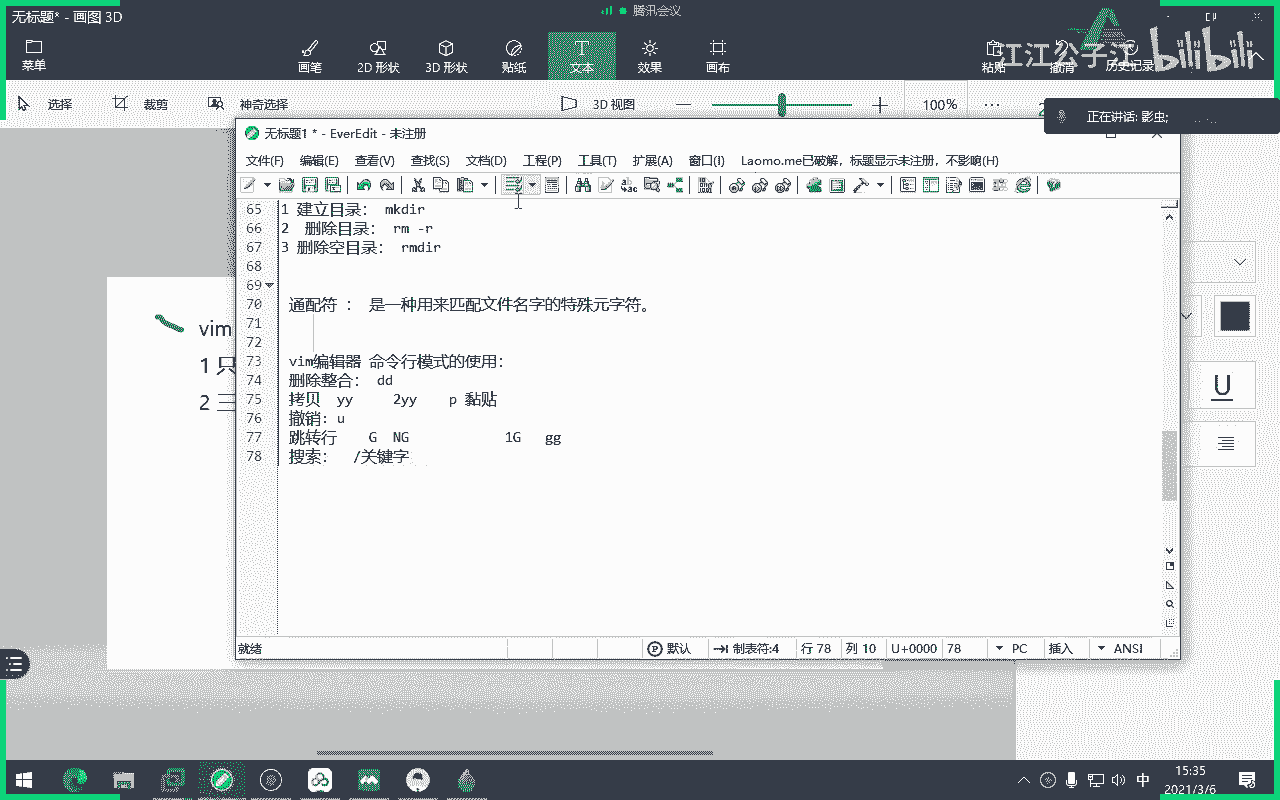 无标题* - 画图 3D
腾讯会议
菜单
画笔
2D 形状
3D 形状
贴纸
文本
效果
画布
粘贴
撤消
历史记录
江江公子江
bilibili
选择
裁剪
神奇选择
3D 视图
100%
正在讲话: 影虫;
无标题1 * - EverEdit - 未注册
文件(F) 编辑(E) 查看(V) 查找(S) 文档(D) 工程(P) 工具(T) 扩展(A) 窗口(I) Laomo.me已破解，标题显示未注册，不影响(H)
65 1 建立目录： mkdir
66 2 删除目录： rm -r
67 3 删除空目录： rmdir
68
69
70 通配符 ： 是一种用来匹配文件名字的特殊元字符。
71
72
73 vim编辑器 命令行模式的使用：
74 删除整合： dd
75 拷贝 yy 2yy p 黏贴
76 撤销：u
77 跳转行 G NG 1G gg
78 搜索： /关键字
vim
1 只
2 三
U
就绪
默认
制表符:4
行 78
列 10
U+0000
78
PC
插入
ANSI
中
15:35
2021/3/6